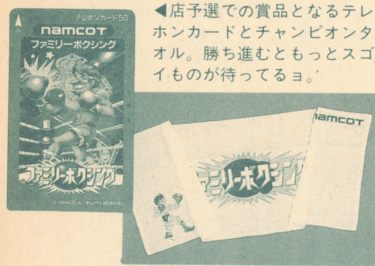 テレホンカード50
namcoT
ファミリーボクシング
ファミリーボクシング
◀店予選での賞品となるテレ
ホンカードとチャンピオンタ
オル。勝ち進むともっとスゴ
イものが待ってるョ。
ファミリーボクシング
namcoT